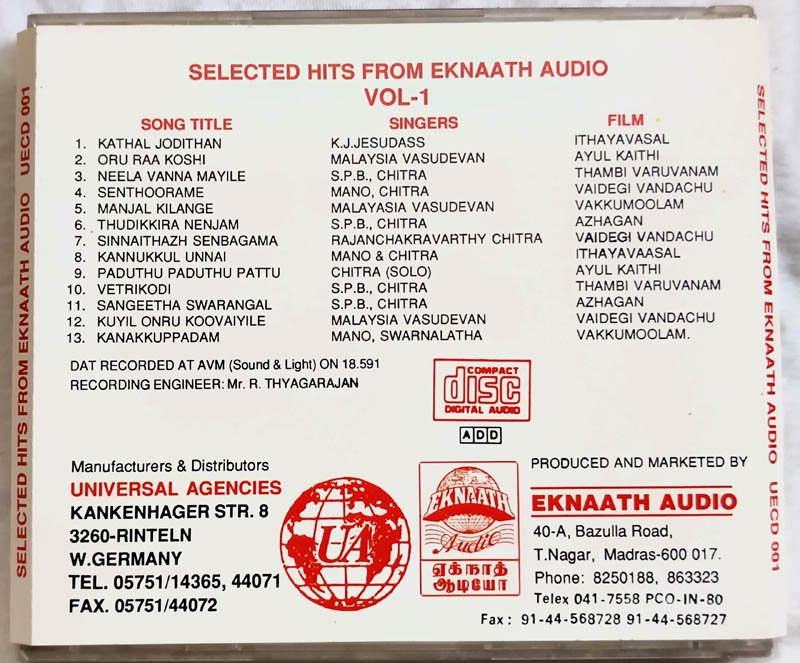 SELECTED HITS FROM EKNAATH AUDIO UECD 001
SELECTED HITS FROM EKNAATH AUDIO
VOL-1
SONG TITLE SINGERS FILM
1. KATHAL JODITHAN K.J.JESUDASS ITHAYAVASAL
2. ORU RAA KOSHI MALAYSIA VASUDEVAN AYUL KAITHI
3. NEELA VANNA MAYILE S.P.B., CHITRA THAMBI VARUVANAM
4. SENTHOORAME MANO, CHITRA VAIDEGI VANDACHU
5. MANJAL KILANGE MALAYASIA VASUDEVAN VAKKUMOOLAM
6. THUDIKKIRA NENJAM S.P.B., CHITRA AZHAGAN
7. SINNAITHAZH SENBAGAMA RAJANCHAKRAVARTHY CHITRA VAIDEGI VANDACHU
8. KANNUKKUL UNNAI MANO & CHITRA ITHAYAVAASAL
9. PADUTHU PADUTHU PATTU CHITRA (SOLO) AYUL KAITHI
10. VETRIKODI S.P.B., CHITRA THAMBI VARUVANAM
11. SANGEETHA SWARANGAL S.P.B., CHITRA AZHAGAN
12. KUYIL ONRU KOOVAIYILE MALAYSIA VASUDEVAN VAIDEGI VANDACHU
13. KANAKKUPPADAM MANO, SWARNALATHA VAKKUMOOLAM.
DAT RECORDED AT AVM (Sound & Light) ON 18.591
RECORDING ENGINEER: Mr. R. THYAGARAJAN
COMPACT
disc
DIGITAL AUDIO
ADD
Manufacturers & Distributors
UNIVERSAL AGENCIES
KANKENHAGER STR. 8
3260-RINTELN
W.GERMANY
TEL. 05751/14365, 44071
FAX. 05751/44072
UA
EKNAATH
Audio
ஏக்நாத்
ஆடியோ
PRODUCED AND MARKETED BY
EKNAATH AUDIO
40-A, Bazulla Road,
T.Nagar, Madras-600 017.
Phone: 8250188, 863323
Telex 041-7558 PCO-IN-80
Fax: 91-44-568728 91-44-568727
SELECTED HITS FROM EKNAATH AUDIO UECD 001